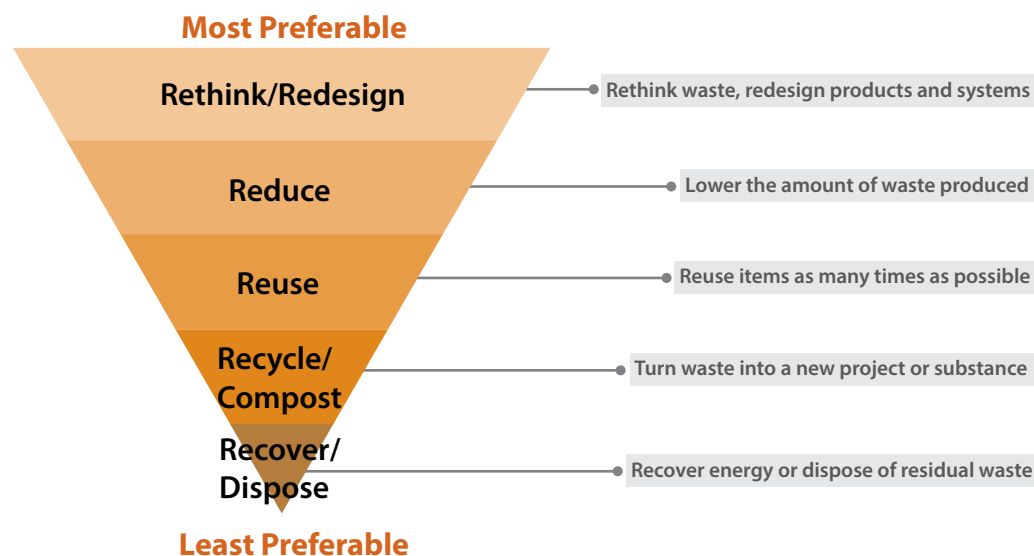 Most Preferable
Rethink/Redesign
Rethink waste, redesign products and systems
Reduce
Lower the amount of waste produced
Reuse
Reuse items as many times as possible
Recycle/
Compost
Turn waste into a new project or substance
Recover/
Dispose
Recover energy or dispose of residual waste
Least Preferable